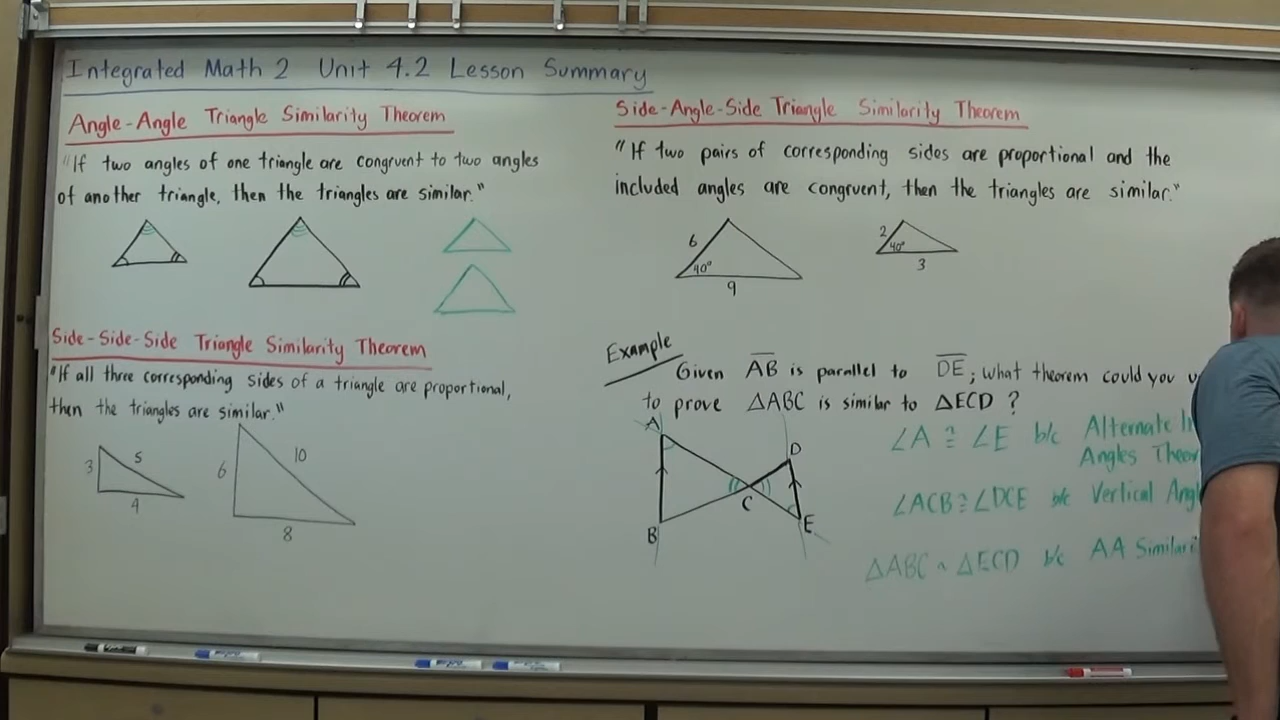 Integrated Math 2 Unit 4.2 Lesson Summary
Angle-Angle Triangle Similarity Theorem
"If two angles of one triangle are congruent to two angles
of another triangle, then the triangles are similar."
Side-Side-Side Triangle Similarity Theorem
"If all three corresponding sides of a triangle are proportional,
then the triangles are similar."
3
5
4
6
10
8
Side-Angle-Side Triangle Similarity Theorem
"If two pairs of corresponding sides are proportional and the
included angles are congruent, then the triangles are similar."
6
40°
9
2
40°
3
Example
Given A̅B̅ is parallel to D̅E̅; what theorem could you
to prove △ABC is similar to △ECD ?
A
B
C
D
E
∠A ≅ ∠E b/c Alternate
Angles
∠ACB≅∠DCE b/c Vertical
△ABC ~ △ECD b/c AA